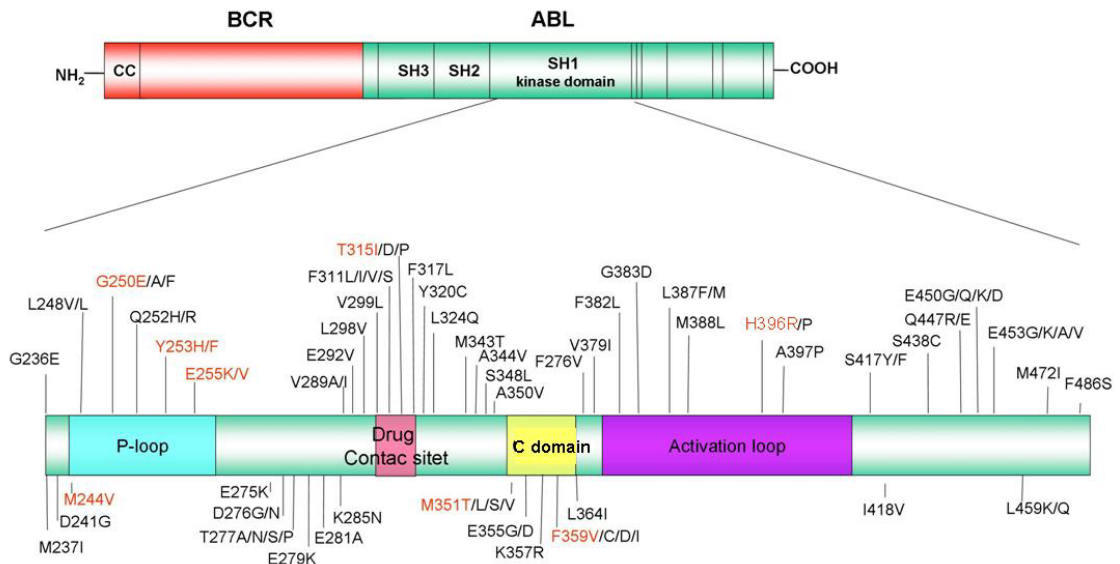 BCR
ABL
NH2
CC
SH3
SH2
SH1
kinase domain
COOH
T315I/D/P
G250E/A/F
F311L/I/V/S
F317L
G383D
L248V/L
V299L
Y320C
F382L
L387F/M
E450G/Q/K/D
Q252H/R
L298V
L324Q
M388L
H396R/P
Q447R/E
G236E
Y253H/F
E292V
M343T
V379I
A397P
S438C
E453G/K/A/V
E255K/V
V289A/I
A344V
F276V
S417Y/F
M472I
S348L
A350V
F486S
P-loop
Drug
Contac sitet
C domain
Activation loop
M244V
E275K
M351T/L/S/V
L364I
D241G
D276G/N
K285N
E355G/D
I418V
L459K/Q
M237I
T277A/N/S/P
E281A
K357R
F359V/C/D/I
E279K